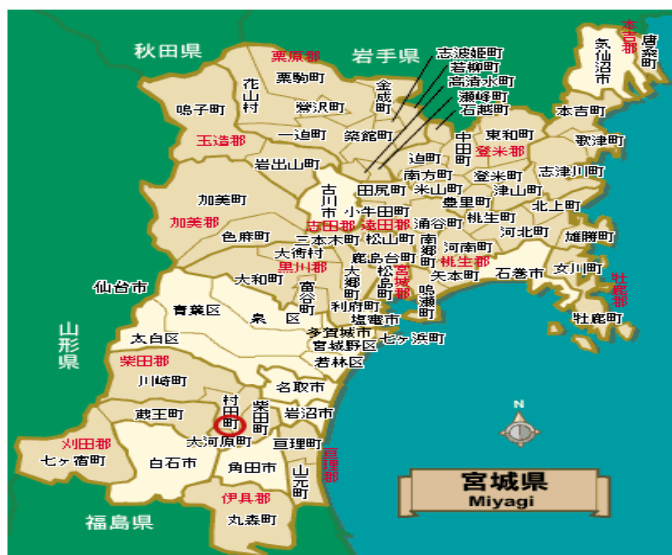 秋田県
岩手県
栗原郡
栗駒町
花山村
鶯沢町
金成町
志波姫町
若柳町
高清水町
瀬峰町
石越町
本吉郡
唐桑町
気仙沼市
本吉町
鳴子町
玉造郡
一迫町
築館町
岩出山町
迫町
中田町
東和町
登米郡
歌津町
南方町
登米町
志津川町
加美町
古川市
田尻町
米山町
津山町
加美郡
小牛田町
豊里町
北上町
色麻町
志田郡
遠田郡
涌谷町
桃生町
三本木町
松山町
南郷町
河南町
河北町
雄勝町
大衡村
黒川郡
鹿島台町
桃生郡
大和町
富谷町
大郷町
松島町
宮城郡
鳴瀬町
矢本町
石巻市
女川町
牡鹿郡
牡鹿町
仙台市
青葉区
泉区
利府町
塩竈市
多賀城市
七ヶ浜町
太白区
宮城野区
若林区
山形県
柴田郡
川崎町
名取市
村田町
柴田町
岩沼市
蔵王町
刈田郡
大河原町
亘理町
亘理郡
七ヶ宿町
白石市
角田市
山元町
伊具郡
丸森町
福島県
N
宮城県
Miyagi